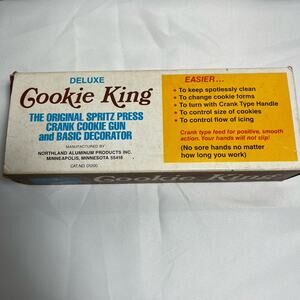 DELUXE
Cookie King
THE ORIGINAL SPRITZ PRESS
CRANK COOKIE GUN
and BASIC DECORATOR
MANUFACTURED BY
NORTHLAND ALUMINUM PRODUCTS INC.
MINNEAPOLIS, MINNESOTA 55416
CAT. NO. 01200
EASIER...
• To keep spotlessly clean
• To change cookie forms
• To turn with Crank Type Handle
• To control size of cookies
• To control flow of icing
Crank type feed for positive, smooth
action. Your hands will not slip!
(No sore hands no matter
how long you work)
Cookie King